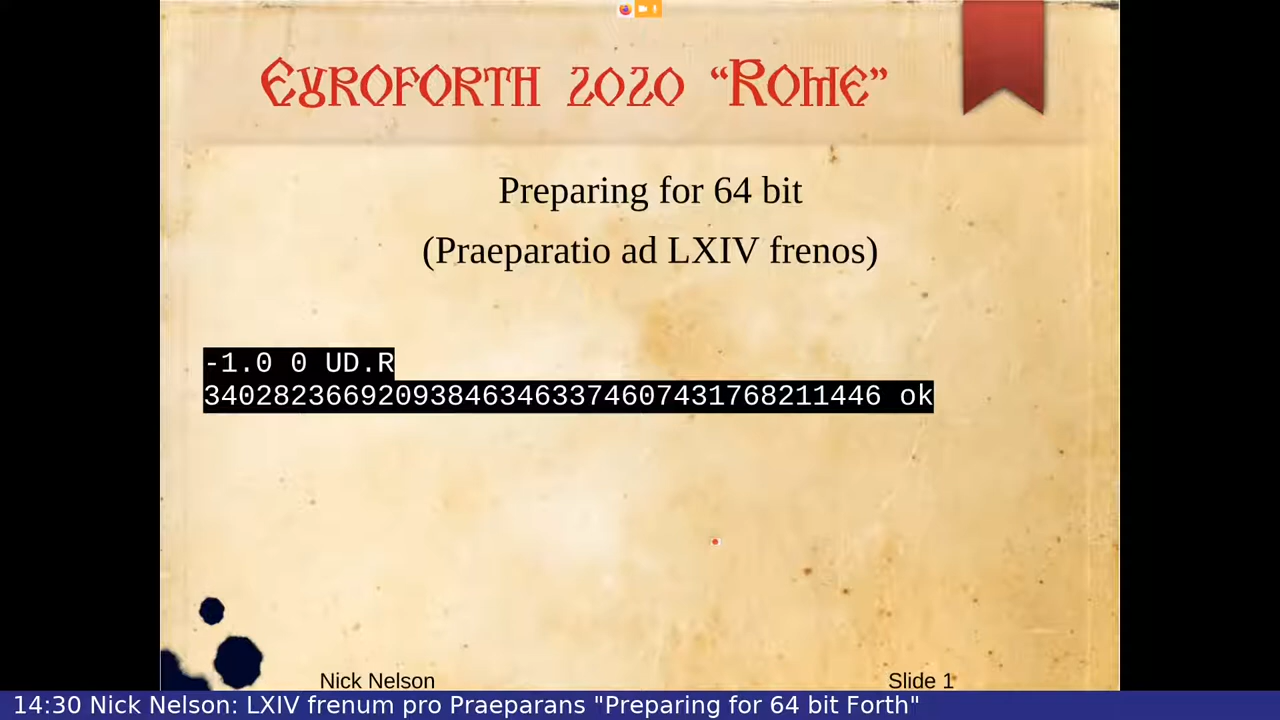 EUROFORTH 2020 “ROME”
Preparing for 64 bit
(Praeparatio ad LXIV frenos)
-1.0 0 UD.R
340282366920938463463374607431768211446 ok
Nick Nelson
Slide 1
14:30 Nick Nelson: LXIV frenum pro Praeparans "Preparing for 64 bit Forth"